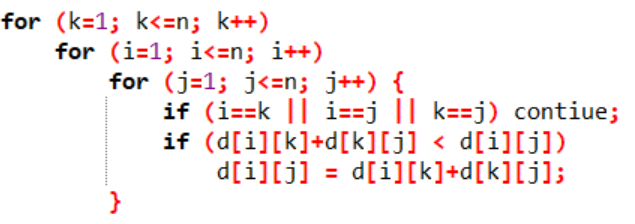 for (k=1; k<=n; k++)
for (i=1; i<=n; i++)
for (j=1; j<=n; j++) {
if (i==k || i==j || k==j) contiue;
if (d[i][k]+d[k][j] < d[i][j])
d[i][j] = d[i][k]+d[k][j];
}